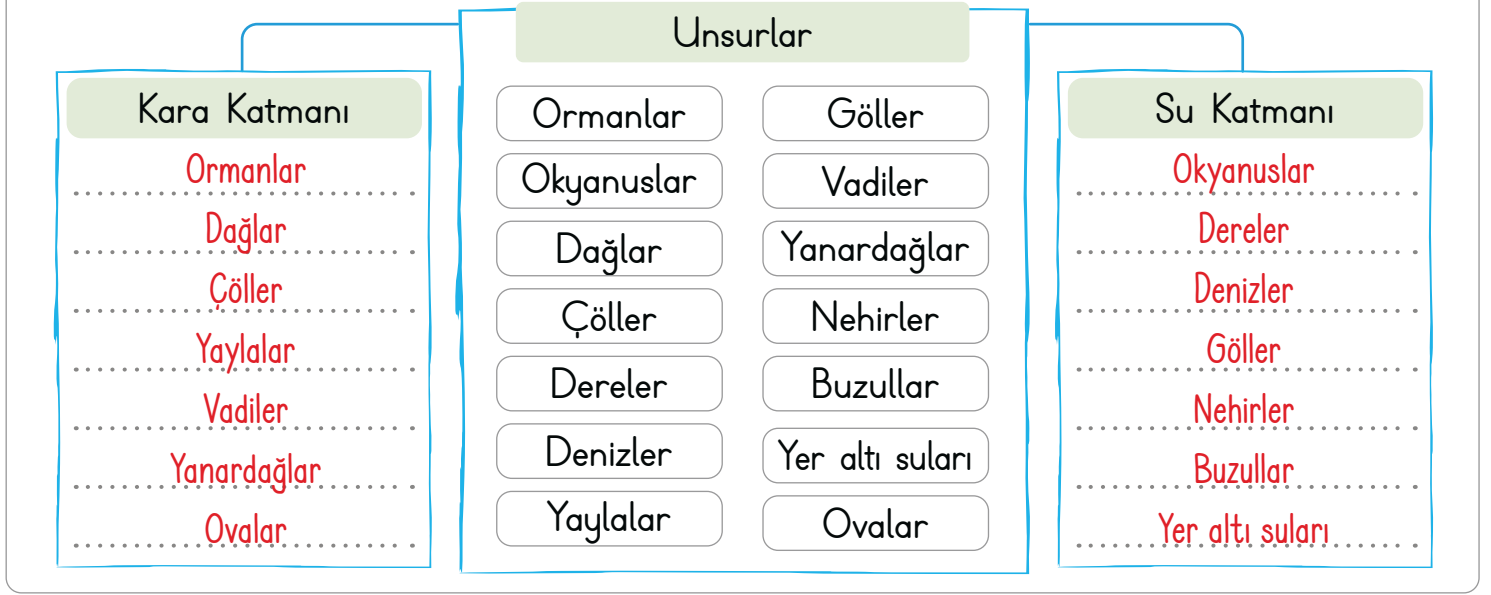 Unsurlar
Kara Katmanı
Ormanlar
Dağlar
Çöller
Yaylalar
Vadiler
Yanardağlar
Ovalar
Ormanlar
Göller
Okyanuslar
Vadiler
Dağlar
Yanardağlar
Çöller
Nehirler
Dereler
Buzullar
Denizler
Yer altı suları
Yaylalar
Ovalar
Su Katmanı
Okyanuslar
Dereler
Denizler
Göller
Nehirler
Buzullar
Yer altı suları